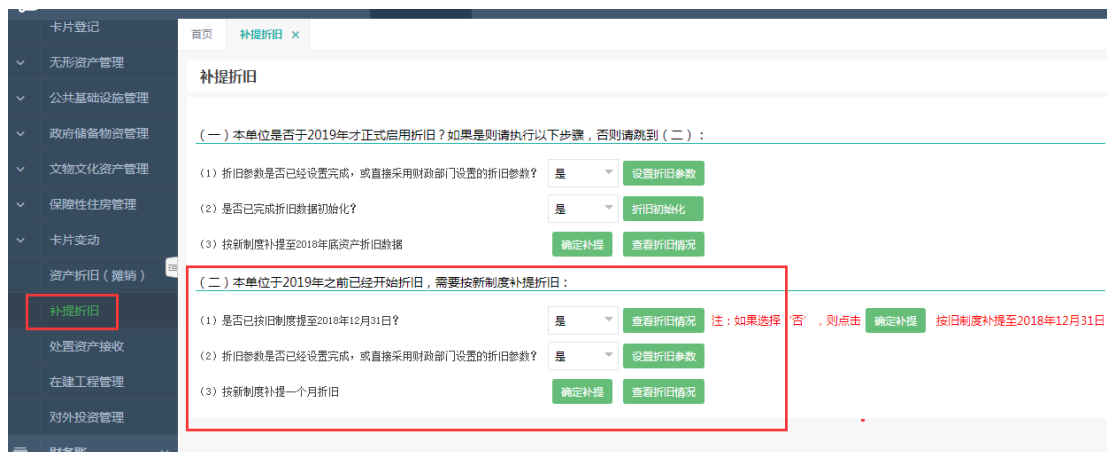 卡片登记
无形资产管理
公共基础设施管理
政府储备物资管理
文物文化资产管理
保障性住房管理
卡片变动
资产折旧（摊销）
补提折旧
处置资产接收
在建工程管理
对外投资管理
首页 补提折旧 ×
补提折旧
（一）本单位是否于2019年才正式启用折旧？如果是则请执行以下步骤，否则请跳到（二）：
(1) 折旧参数是否已经设置完成，或直接采用财政部门设置的折旧参数? 是 设置折旧参数
(2) 是否已完成折旧数据初始化? 是 折旧初始化
(3) 按新制度补提至2018年底资产折旧数据 确定补提 查看折旧情况
（二）本单位于2019年之前已经开始折旧，需要按新制度补提折旧：
(1) 是否已按旧制度提至2018年12月31日? 是 查看折旧情况 注：如果选择‘否’，则点击 确定补提 按旧制度补提至2018年12月31日
(2) 折旧参数是否已经设置完成，或直接采用财政部门设置的折旧参数? 是 设置折旧参数
(3) 按新制度补提一个月折旧 确定补提 查看折旧情况